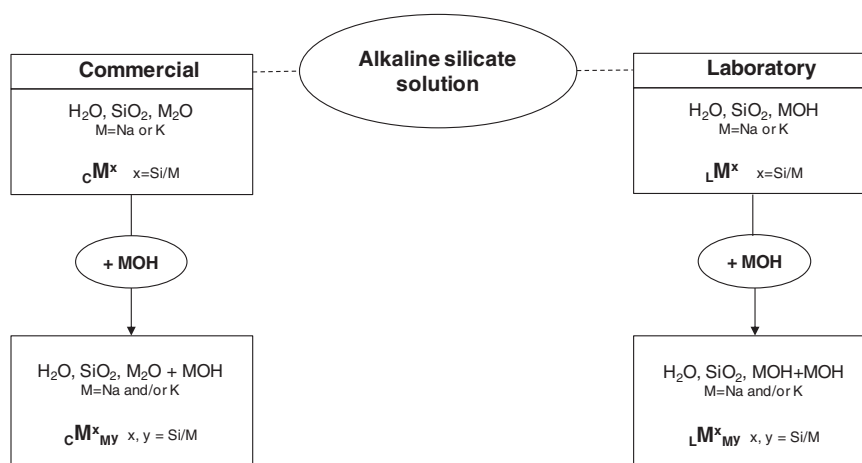 Alkaline silicate
solution
Commercial
H₂O, SiO₂, M₂O
M=Na or K
cMˣ x=Si/M
+ MOH
H₂O, SiO₂, M₂O + MOH
M=Na and/or K
cMˣMy x, y = Si/M
Laboratory
H₂O, SiO₂, MOH
M=Na or K
LMˣ x=Si/M
+ MOH
H₂O, SiO₂, MOH+MOH
M=Na and/or K
LMˣMy x, y = Si/M